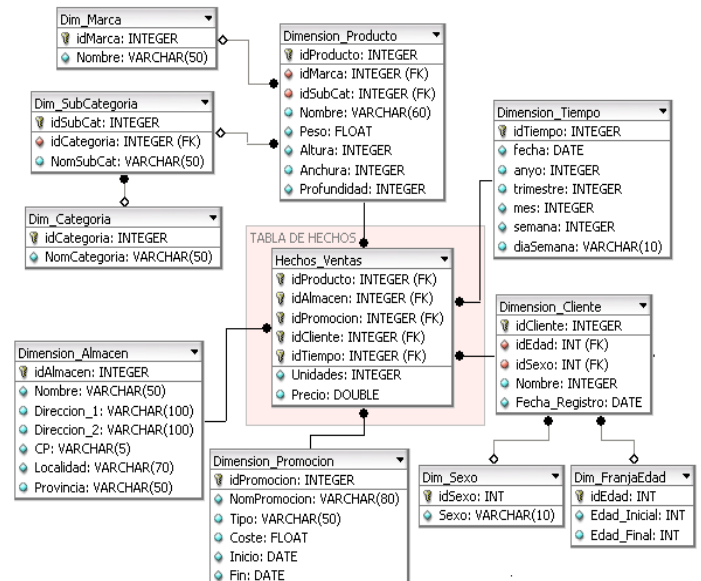 Dim_Marca
idMarca: INTEGER
Nombre: VARCHAR(50)
Dimension_Producto
idProducto: INTEGER
idMarca: INTEGER (FK)
idSubCat: INTEGER (FK)
Nombre: VARCHAR(60)
Peso: FLOAT
Altura: INTEGER
Anchura: INTEGER
Profundidad: INTEGER
Dim_SubCategoria
idSubCat: INTEGER
idCategoria: INTEGER (FK)
NomSubCat: VARCHAR(50)
Dimension_Tiempo
idTiempo: INTEGER
fecha: DATE
anyo: INTEGER
trimestre: INTEGER
mes: INTEGER
semana: INTEGER
diaSemana: VARCHAR(10)
Dim_Categoria
idCategoria: INTEGER
NomCategoria: VARCHAR(50)
TABLA DE HECHOS
Hechos_Ventas
idProducto: INTEGER (FK)
idAlmacen: INTEGER (FK)
idPromocion: INTEGER (FK)
idCliente: INTEGER (FK)
idTiempo: INTEGER (FK)
Unidades: INTEGER
Precio: DOUBLE
Dimension_Cliente
idCliente: INTEGER
idEdad: INT (FK)
idSexo: INT (FK)
Nombre: INTEGER
Fecha_Registro: DATE
Dimension_Almacen
idAlmacen: INTEGER
Nombre: VARCHAR(50)
Direccion_1: VARCHAR(100)
Direccion_2: VARCHAR(100)
CP: VARCHAR(5)
Localidad: VARCHAR(70)
Provincia: VARCHAR(50)
Dimension_Promocion
idPromocion: INTEGER
NomPromocion: VARCHAR(80)
Tipo: VARCHAR(50)
Coste: FLOAT
Inicio: DATE
Fin: DATE
Dim_Sexo
idSexo: INT
Sexo: VARCHAR(10)
Dim_FranjaEdad
idEdad: INT
Edad_Inicial: INT
Edad_Final: INT